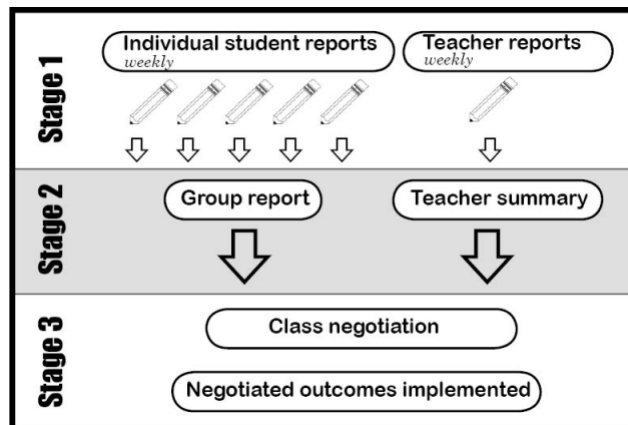 Stage 1
Individual student reports
weekly
Teacher reports
weekly
Stage 2
Group report
Teacher summary
Stage 3
Class negotiation
Negotiated outcomes implemented